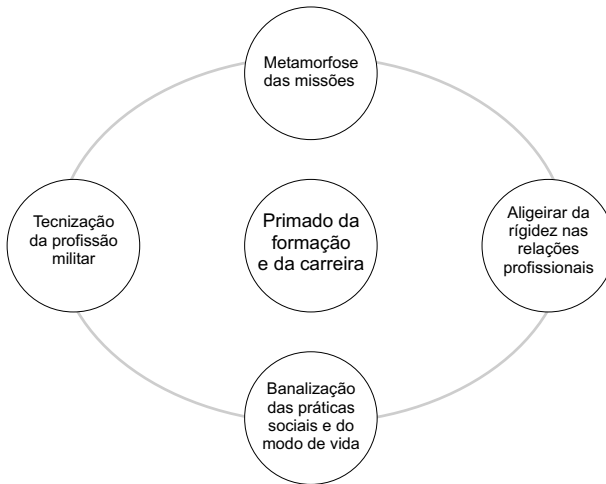 Metamorfose
das missões
Tecnização
da profissão
militar
Primado da
formação
e da carreira
Aligeirar da
rígidez nas
relações
profissionais
Banalização
das práticas
sociais e do
modo de vida